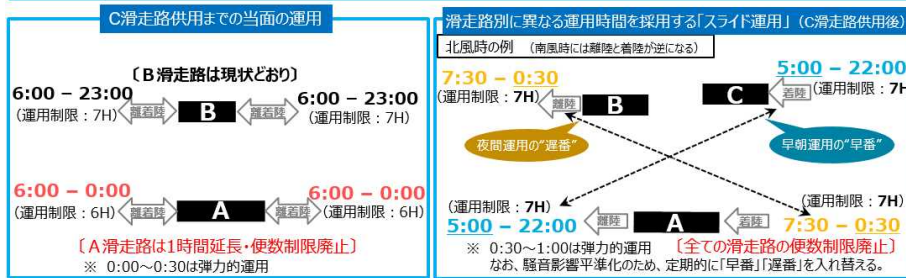 C滑走路供用までの当面の運用
〔B滑走路は現状どおり〕
6:00 – 23:00
(運用制限：7H)
離着陸
B
離着陸
6:00 – 23:00
(運用制限：7H)
6:00 – 0:00
(運用制限：6H)
離着陸
A
離着陸
6:00 – 0:00
(運用制限：6H)
〔A滑走路は1時間延長・便数制限廃止〕
※ 0:00～0:30は弾力的運用
滑走路別に異なる運用時間を採用する「スライド運用」(C滑走路供用後)
北風時の例 (南風時には離陸と着陸が逆になる)
7:30 – 0:30
(運用制限：7H)
離陸
B
C
着陸
5:00 – 22:00
(運用制限：7H
夜間運用の"遅番"
早朝運用の"早番"
(運用制限：7H)
5:00 – 22:00
離陸
A
着陸
(運用制限：7H)
7:30 – 0:30
※ 0:30～1:00は弾力的運用
〔全ての滑走路の便数制限廃止〕
なお、騒音影響平準化のため、定期的に「早番」「遅番」を入れ替える。